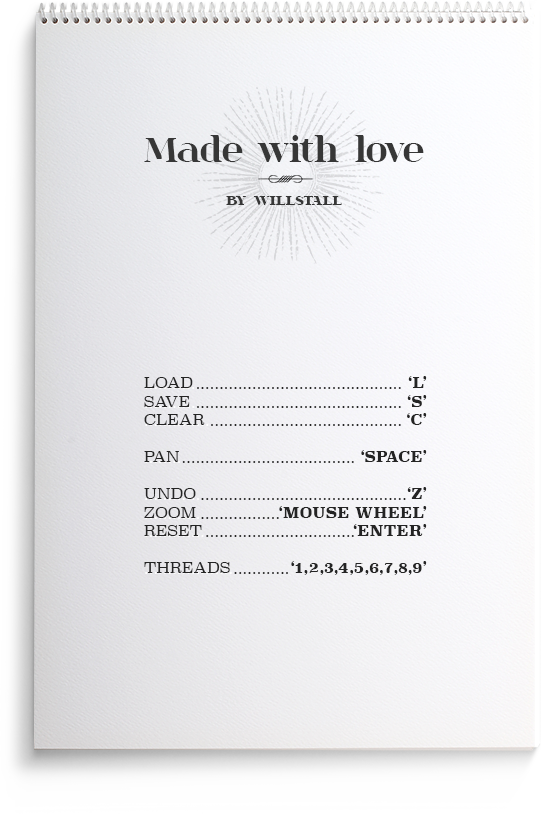 Made with love
BY WILLSTALL
LOAD ............................................. ‘L’
SAVE ............................................. ‘S’
CLEAR .......................................... ‘C’
PAN ...................................... ‘SPACE’
UNDO .............................................‘Z’
ZOOM .................‘MOUSE WHEEL’
RESET .................................‘ENTER’
THREADS ............‘1,2,3,4,5,6,7,8,9’